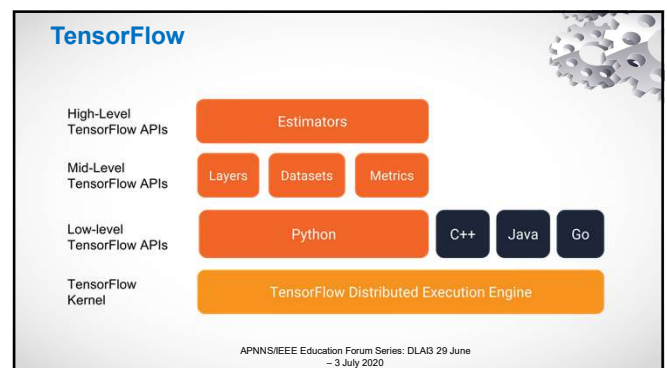 TensorFlow
High-Level
TensorFlow APIs
Estimators
Mid-Level
TensorFlow APIs
Layers
Datasets
Metrics
Low-level
TensorFlow APIs
Python
C++
Java
Go
TensorFlow
Kernel
TensorFlow Distributed Execution Engine
APNNS/IEEE Education Forum Series: DLAI3 29 June
– 3 July 2020